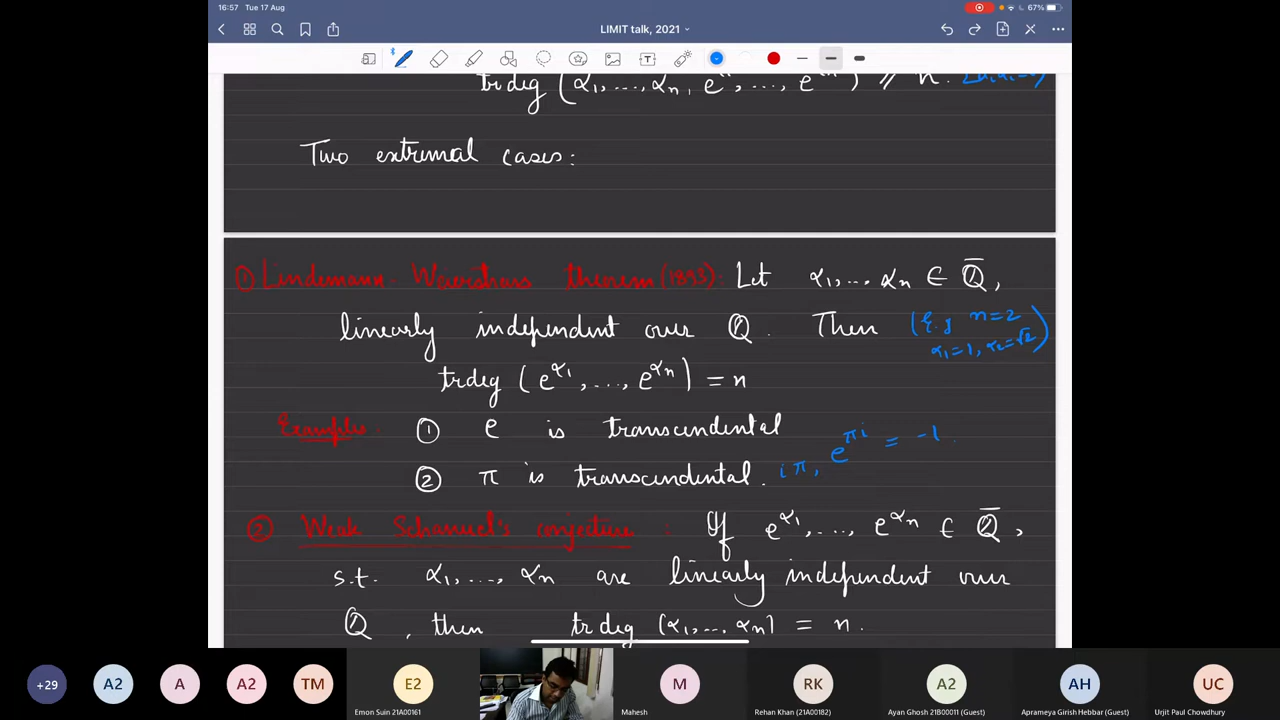 16:57 Tue 17 Aug
67%
LIMIT talk, 2021
trdeg (α1, ..., αn, e
, ..., e
) ≥ n.
Two extremal cases:
① Lindemann-Weierstrass theorem (1893): Let α1, ... αn ∈ Q̅,
linearly independent over Q. Then (E.g n=2
α1=1, α2=√2)
trdeg (e^α1, ..., e^αn) = n
Examples. ① e is transcendental
② π is transcendental. iπ, e^πi = -1.
② Weak Schanuel's conjecture: If e^α1, ..., e^αn ∈ Q̅,
s.t. α1, ..., αn are linearly independent over
Q, then trdeg (α1, ..., αn) = n.
+29
A2
A
A2
TM
E2
M
RK
A2
AH
UC
Emon Suin 21A00161
Mahesh
Rehan Khan (21A00182)
Ayan Ghosh 21B00011 (Guest)
Aprameya Girish Hebbar (Guest)
Urjit Paul Chowdhury